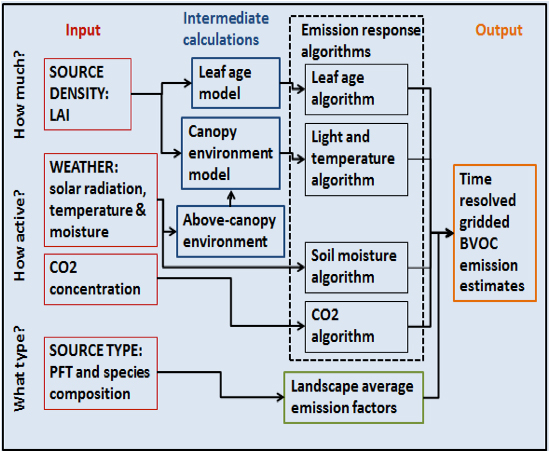 Input
Intermediate
calculations
Emission response
algorithms
Output
How much?
SOURCE
DENSITY:
LAI
Leaf age
model
Leaf age
algorithm
Canopy
environment
model
Light and
temperature
algorithm
How active?
WEATHER:
solar radiation,
temperature &
moisture
Above-canopy
environment
Time
resolved
gridded
BVOC
emission
estimates
Soil moisture
algorithm
CO2
concentration
CO2
algorithm
What type?
SOURCE TYPE:
PFT and species
composition
Landscape average
emission factors